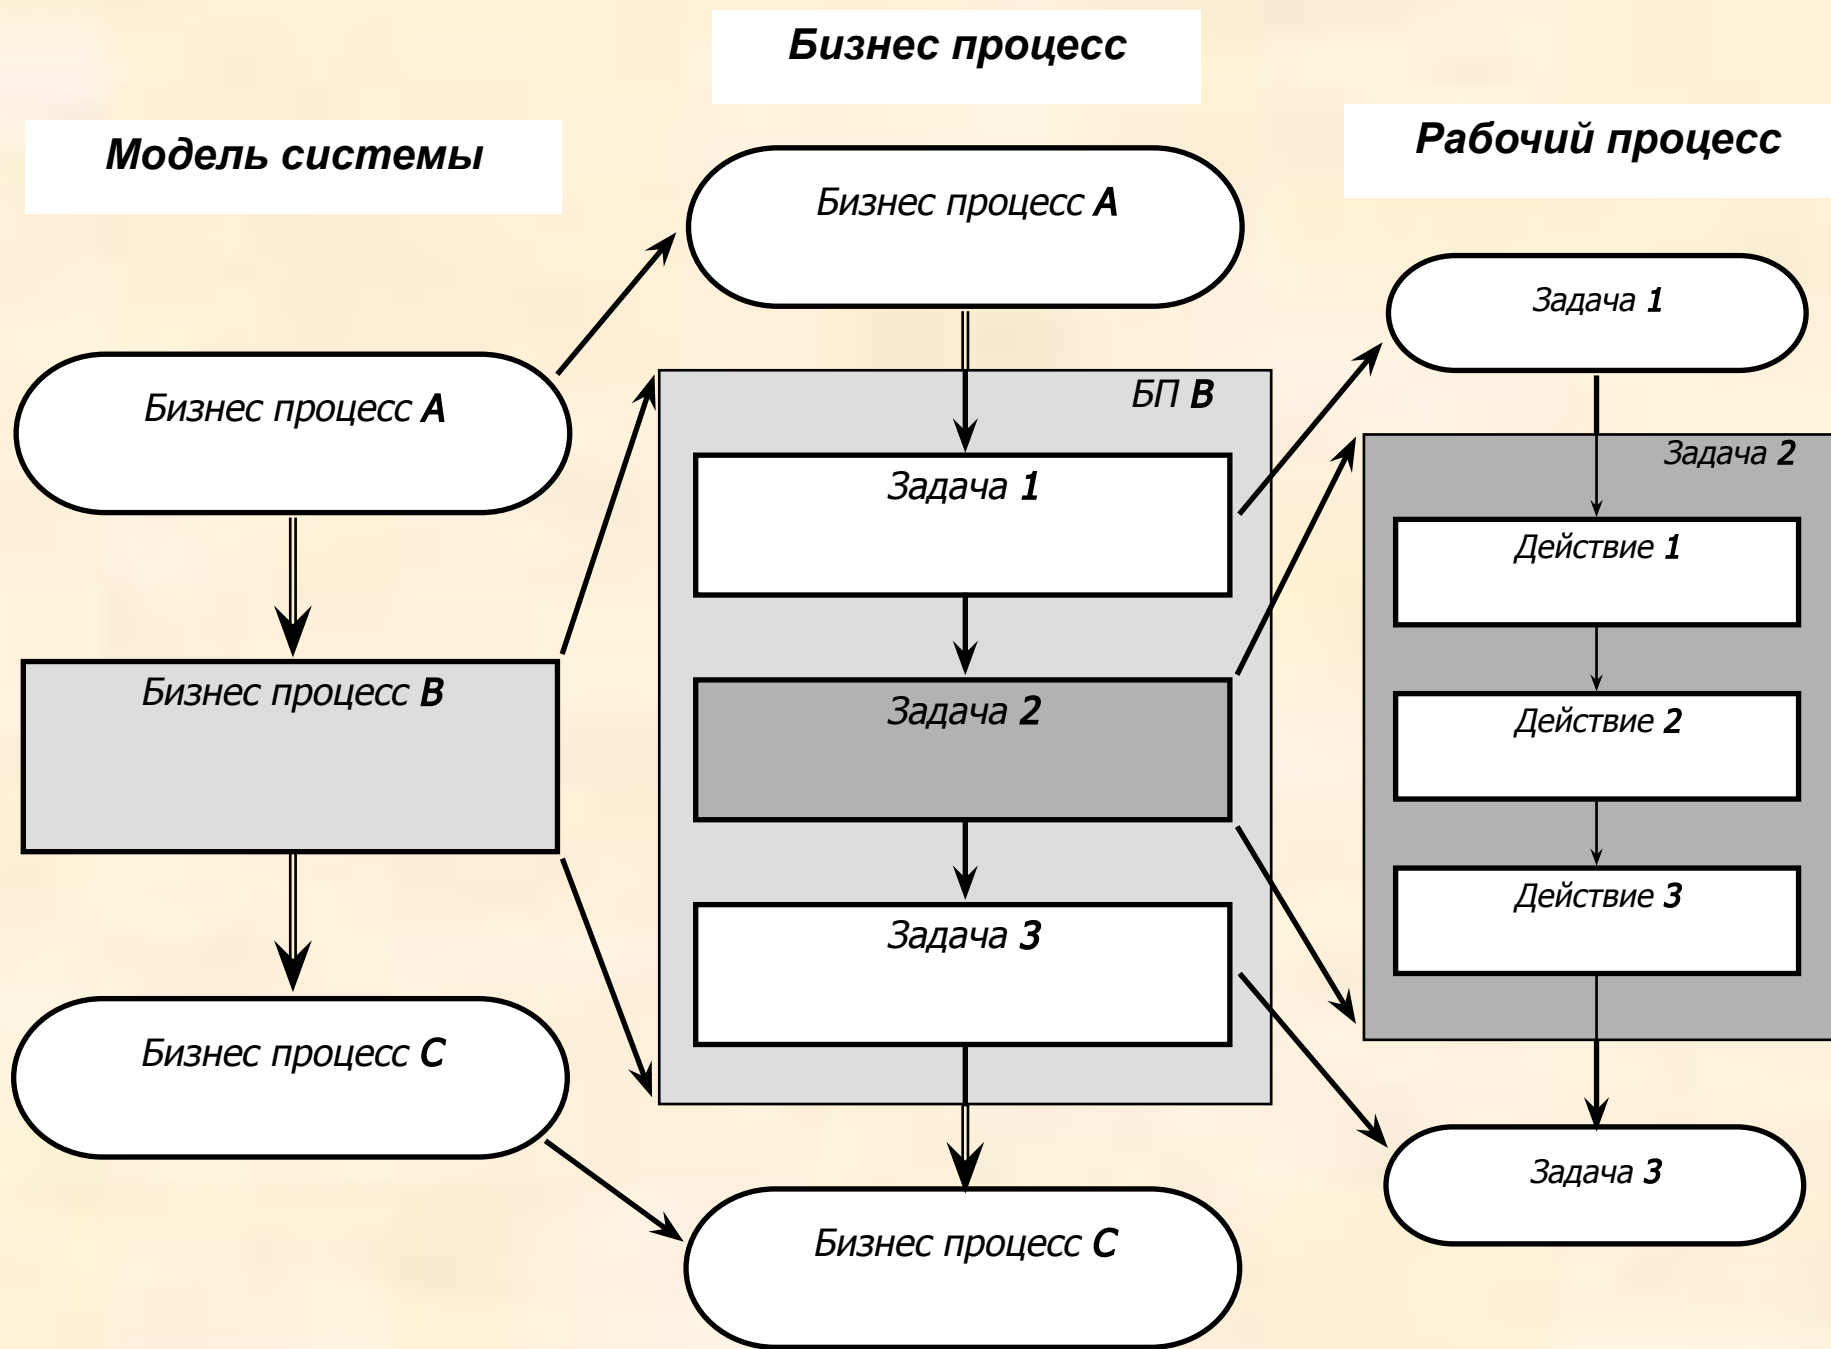 Бизнес процесс
Модель системы
Рабочий процесс
Бизнес процесс A
Бизнес процесс B
Бизнес процесс C
Бизнес процесс A
БП B
Задача 1
Задача 2
Задача 3
Бизнес процесс C
Задача 1
Задача 2
Действие 1
Действие 2
Действие 3
Задача 3